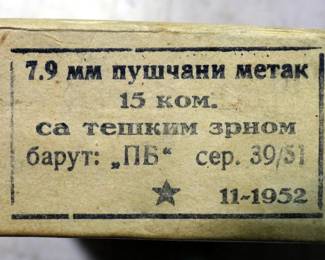 7.9 мм пушчани метак
15 ком.
са тешким зрном
барут: „ПБ“ сер. 39/51
★ 11-1952